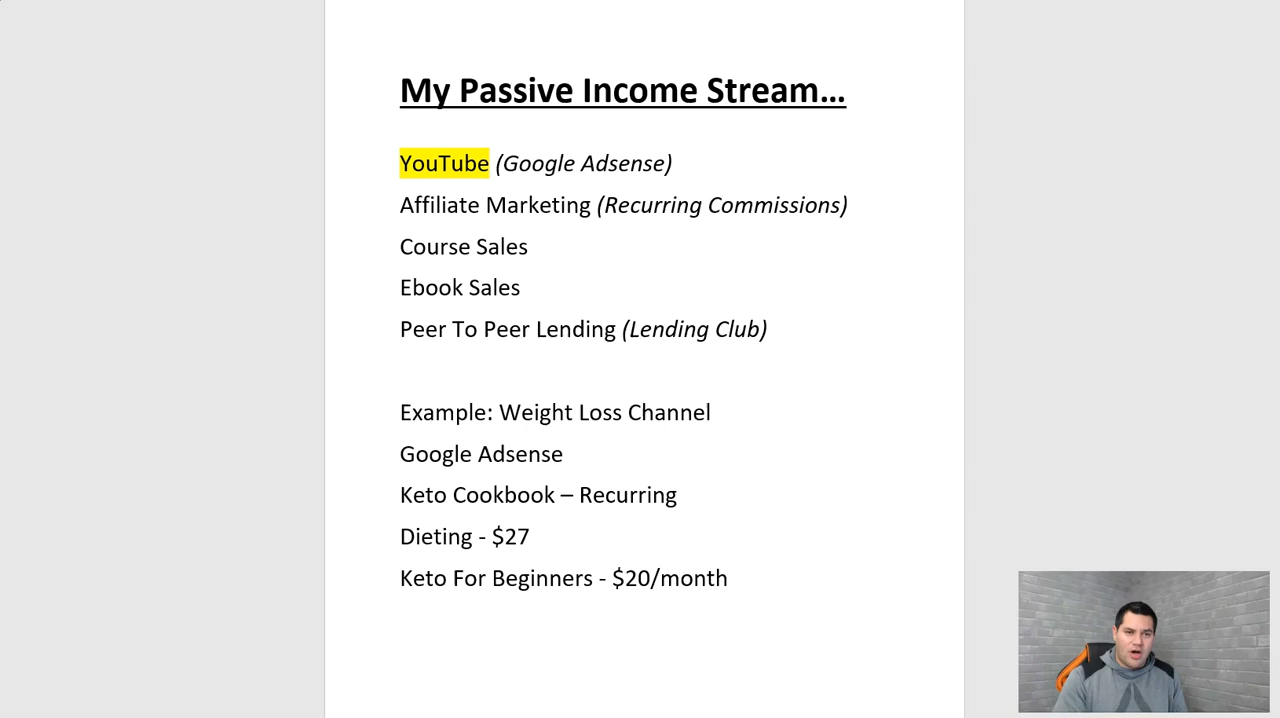 My Passive Income Stream…
YouTube (Google Adsense)
Affiliate Marketing (Recurring Commissions)
Course Sales
Ebook Sales
Peer To Peer Lending (Lending Club)
Example: Weight Loss Channel
Google Adsense
Keto Cookbook – Recurring
Dieting - $27
Keto For Beginners - $20/month